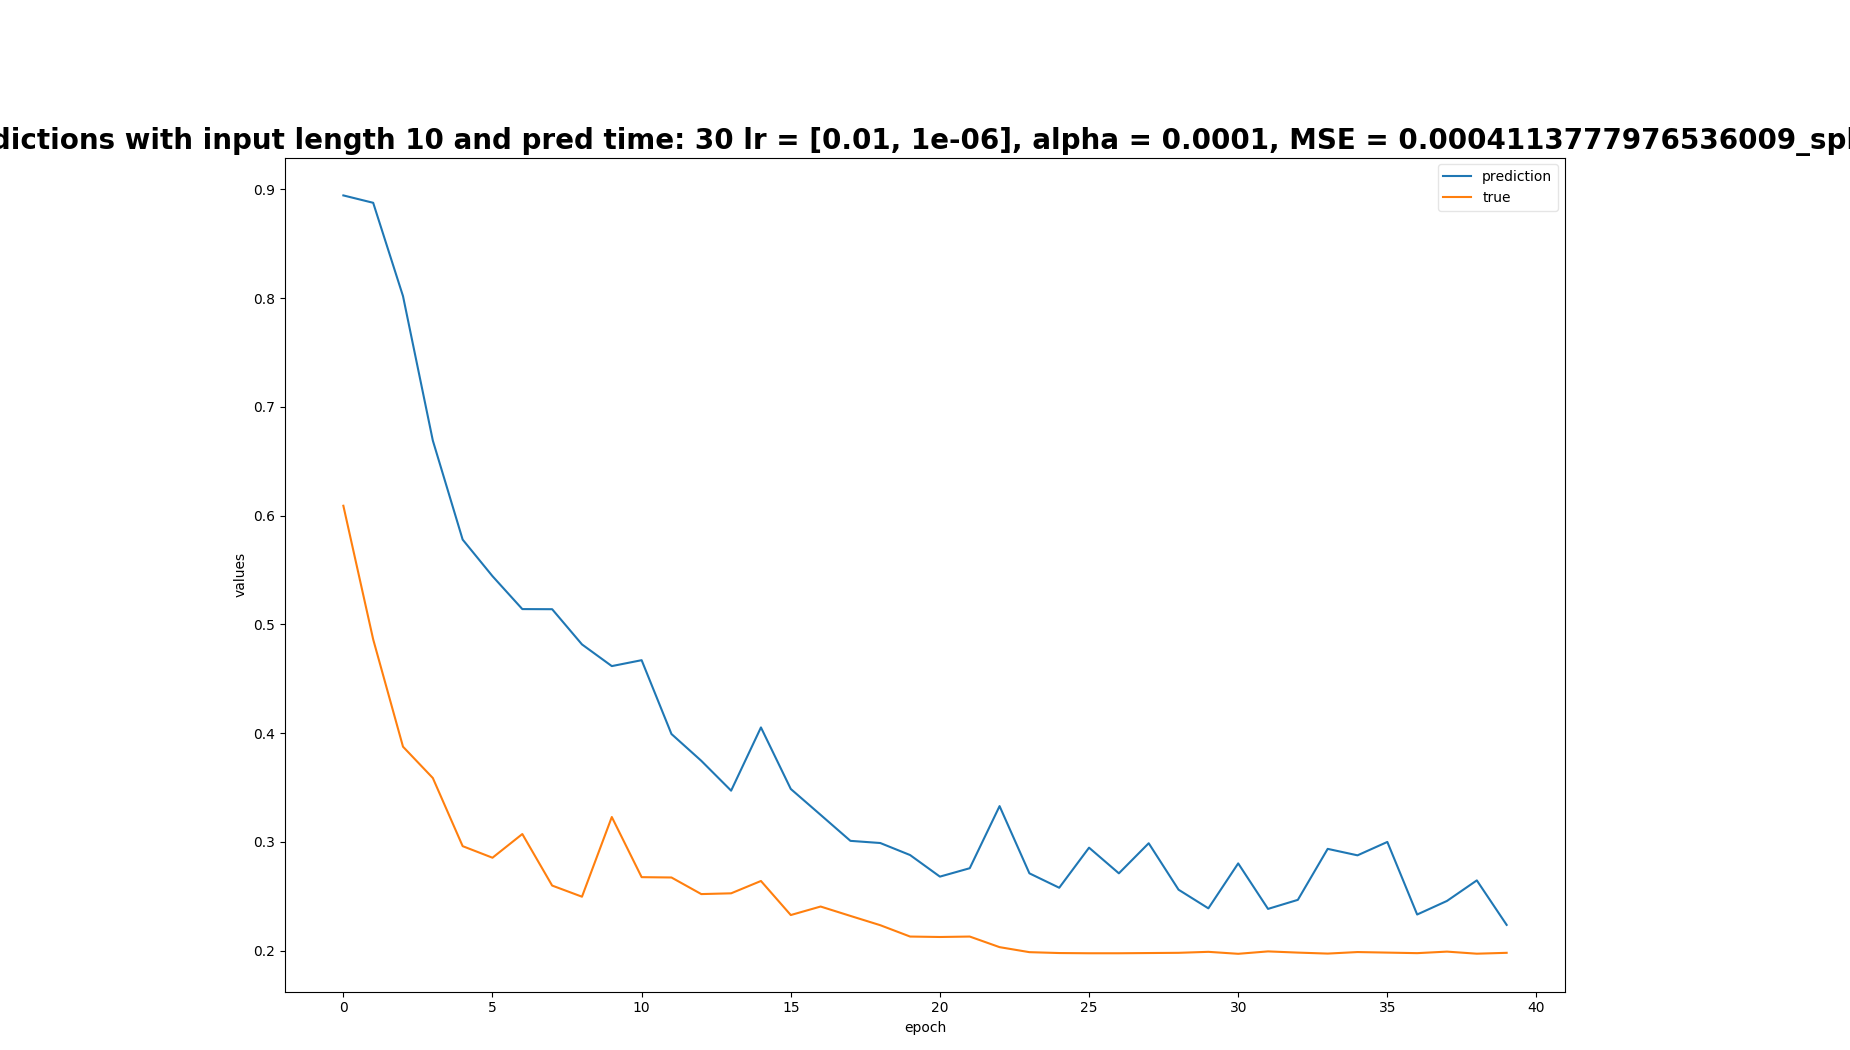 dictions with input length 10 and pred time: 30 lr = [0.01, 1e-06], alpha = 0.0001, MSE = 0.0004113777976536009_spl
prediction
true
0.9
0.8
0.7
0.6
0.5
0.4
0.3
0.2
values
0 5 10 15 20 25 30 35 40
epoch